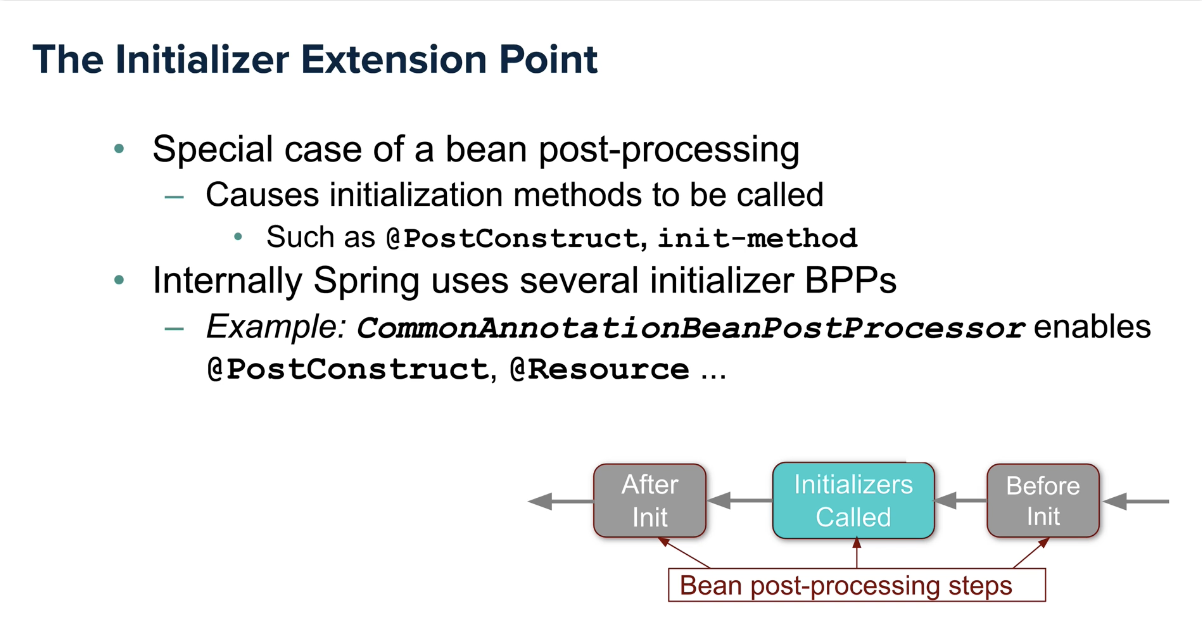 The Initializer Extension Point
• Special case of a bean post-processing
– Causes initialization methods to be called
• Such as @PostConstruct, init-method
• Internally Spring uses several initializer BPPs
– Example: CommonAnnotationBeanPostProcessor enables
@PostConstruct, @Resource ...
After
Init
Initializers
Called
Before
Init
Bean post-processing steps